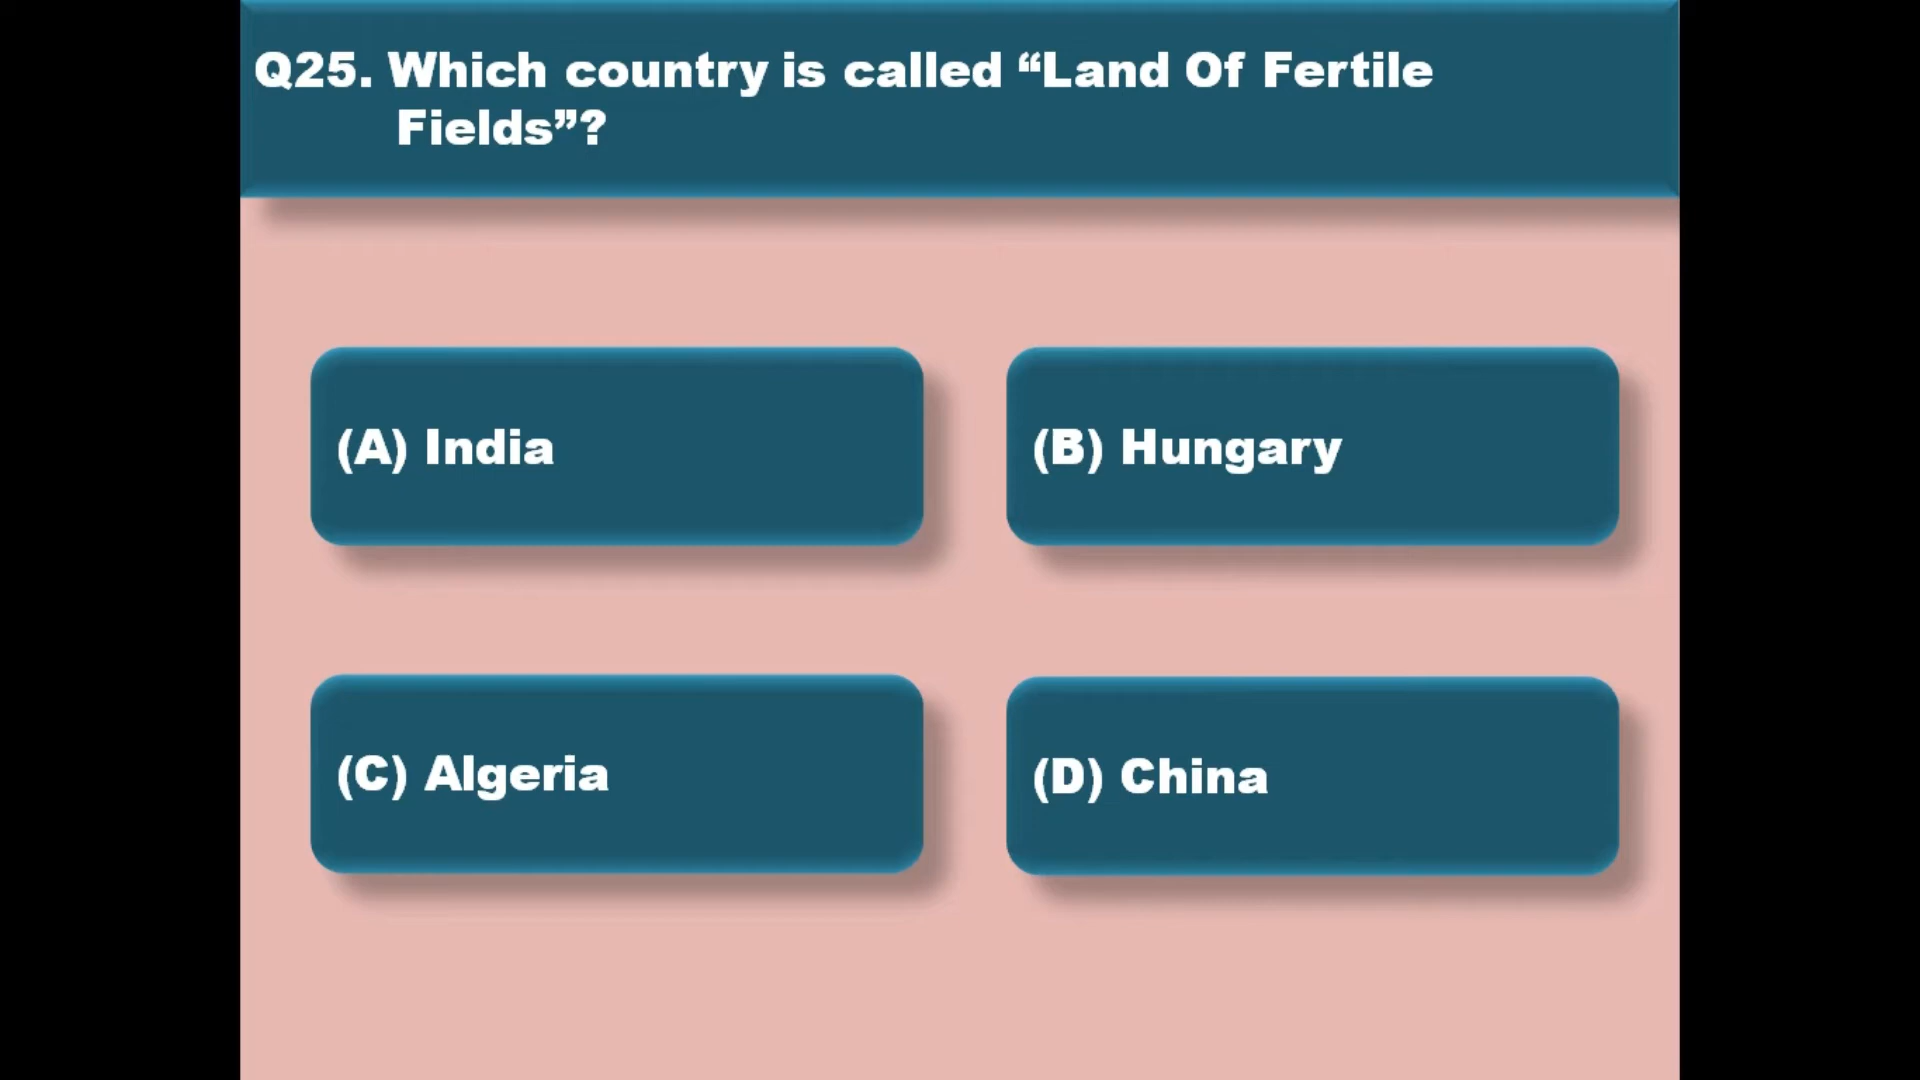 Q25. Which country is called “Land Of Fertile
Fields”?
(A) India
(B) Hungary
(C) Algeria
(D) China